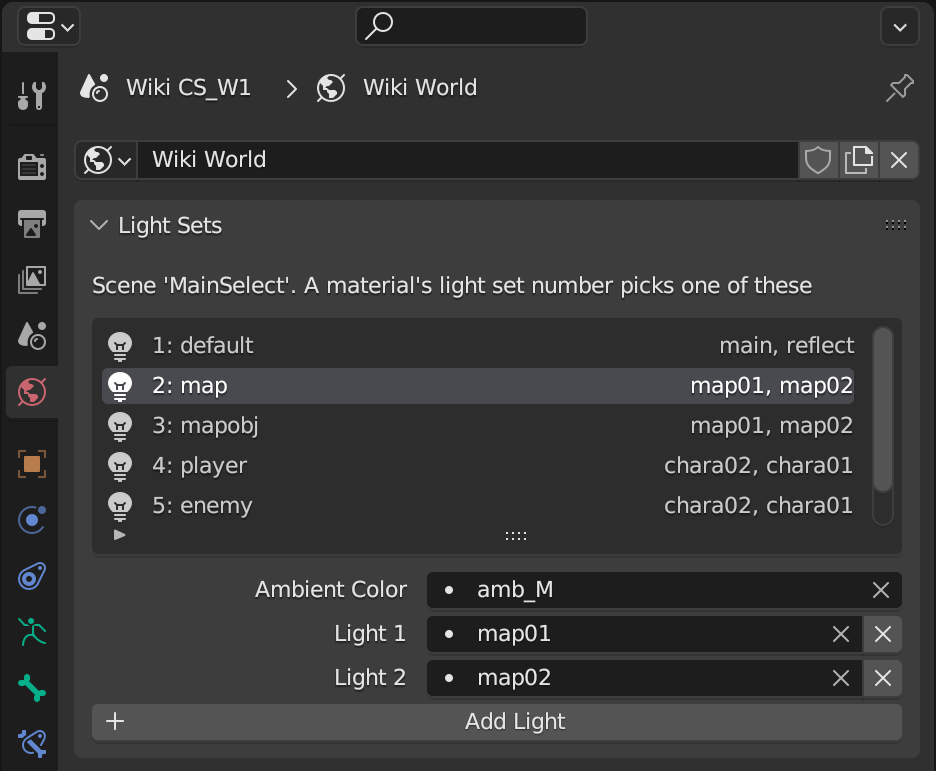 Wiki CS_W1 > Wiki World
Wiki World
Light Sets
Scene 'MainSelect'. A material's light set number picks one of these
1: default main, reflect
2: map map01, map02
3: mapobj map01, map02
4: player chara02, chara01
5: enemy chara02, chara01
Ambient Color amb_M
Light 1 map01
Light 2 map02
Add Light